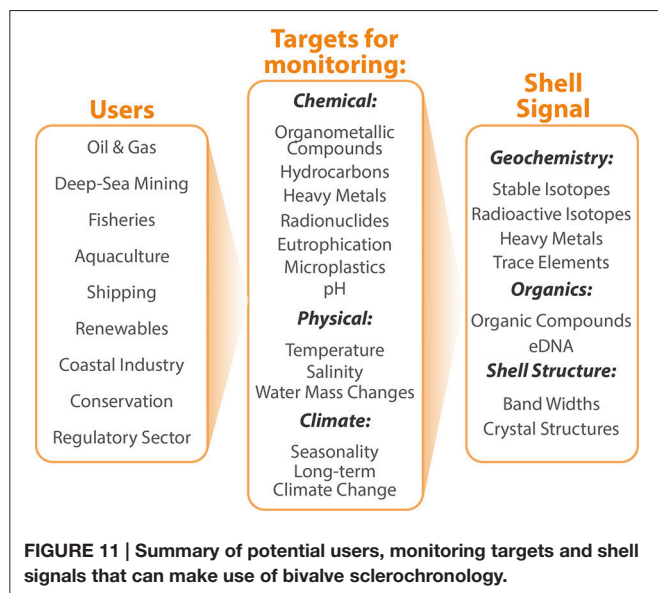 Users
Oil & Gas
Deep-Sea Mining
Fisheries
Aquaculture
Shipping
Renewables
Coastal Industry
Conservation
Regulatory Sector
Targets for
monitoring:
Chemical:
Organometallic
Compounds
Hydrocarbons
Heavy Metals
Radionuclides
Eutrophication
Microplastics
pH
Physical:
Temperature
Salinity
Water Mass Changes
Climate:
Seasonality
Long-term
Climate Change
Shell
Signal
Geochemistry:
Stable Isotopes
Radioactive Isotopes
Heavy Metals
Trace Elements
Organics:
Organic Compounds
eDNA
Shell Structure:
Band Widths
Crystal Structures
FIGURE 11 | Summary of potential users, monitoring targets and shell
signals that can make use of bivalve sclerochronology.